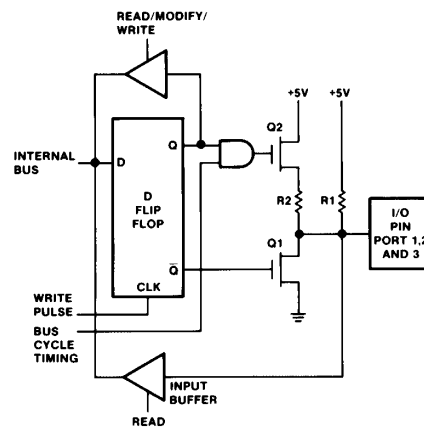 READ/MODIFY/
WRITE
+5V
+5V
Q2
Q
INTERNAL
BUS
D
D
FLIP
FLOP
R2
R1
I/O
PIN
PORT 1,2
AND 3
Q1
Q̅
CLK
WRITE
PULSE
BUS
CYCLE
TIMING
INPUT
BUFFER
READ